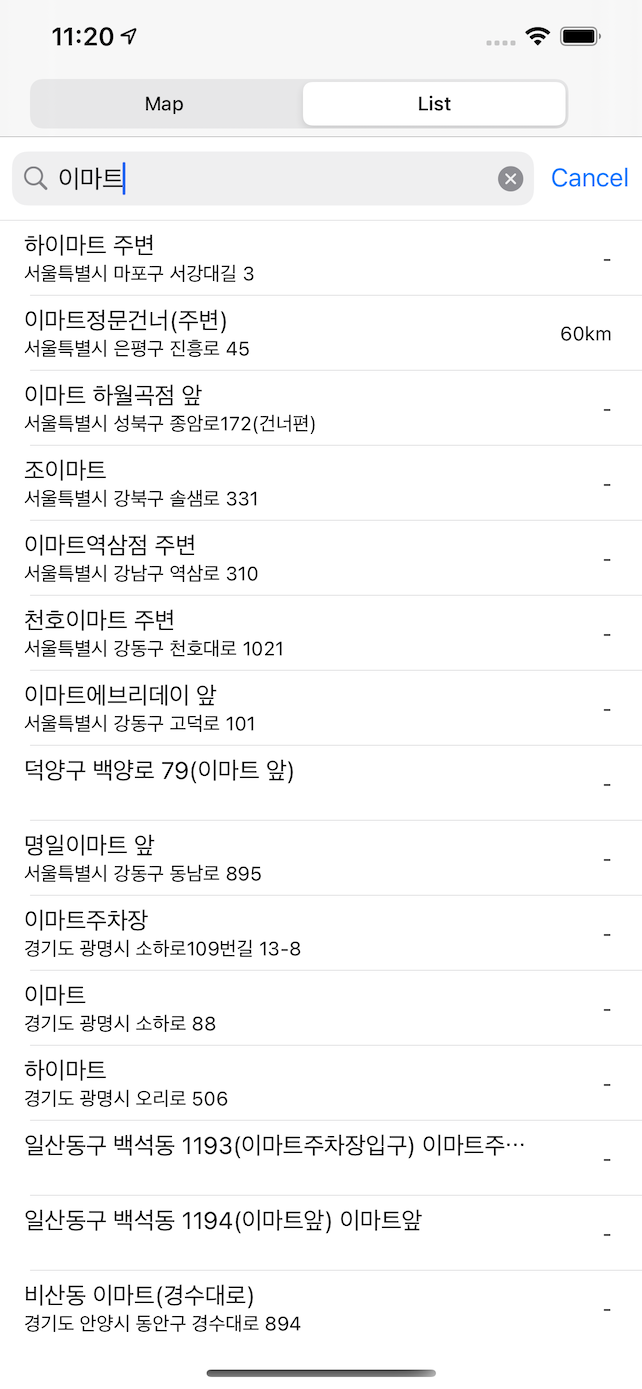 11:20
Map List
이마트 Cancel
하이마트 주변
서울특별시 마포구 서강대길 3
-
이마트정문건너(주변)
서울특별시 은평구 진흥로 45
60km
이마트 하월곡점 앞
서울특별시 성북구 종암로172(건너편)
-
조이마트
서울특별시 강북구 솔샘로 331
-
이마트역삼점 주변
서울특별시 강남구 역삼로 310
-
천호이마트 주변
서울특별시 강동구 천호대로 1021
-
이마트에브리데이 앞
서울특별시 강동구 고덕로 101
-
덕양구 백양로 79(이마트 앞)
-
명일이마트 앞
서울특별시 강동구 동남로 895
-
이마트주차장
경기도 광명시 소하로109번길 13-8
-
이마트
경기도 광명시 소하로 88
-
하이마트
경기도 광명시 오리로 506
-
일산동구 백석동 1193(이마트주차장입구) 이마트주…
-
일산동구 백석동 1194(이마트앞) 이마트앞
-
비산동 이마트(경수대로)
경기도 안양시 동안구 경수대로 894
-